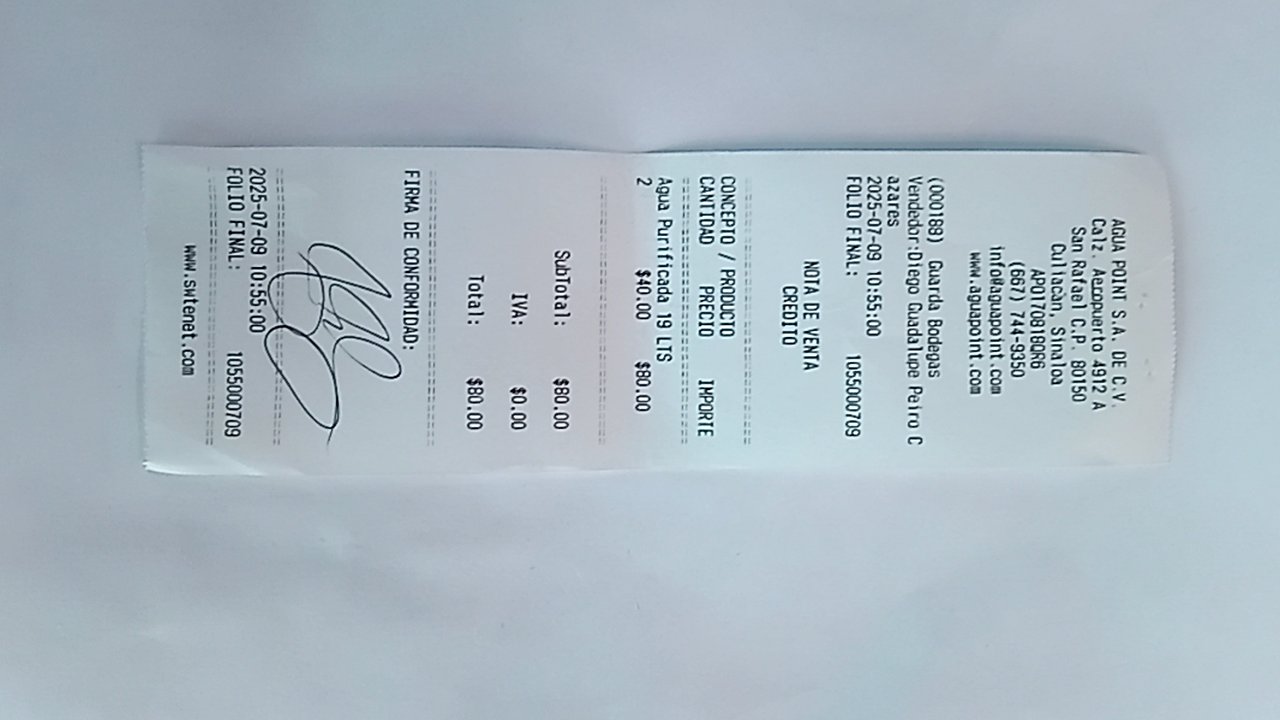 AGUA POINT S.A. DE C.V.
Calz. Aeropuerto 4912 A
San Rafael C.P. 80150
Culiacán, Sinaloa
APO170818QR6
(667) 744-9350
info@aguapoint.com
www.aguapoint.com
(000188) Guarda Bodegas
Vendedor:Diego Guadalupe Peiro C
azares
2025-07-09 10:55:00
FOLIO FINAL: 1055000709
NOTA DE VENTA
CREDITO
================================
CONCEPTO / PRODUCTO
CANTIDAD PRECIO IMPORTE
================================
Agua Purificada 19 LTS
2 $40.00 $80.00
================================
SubTotal: $80.00
IVA: $0.00
Total: $80.00
================================
FIRMA DE CONFORMIDAD:
================================
2025-07-09 10:55:00
FOLIO FINAL: 1055000709
================================
www.swtenet.com